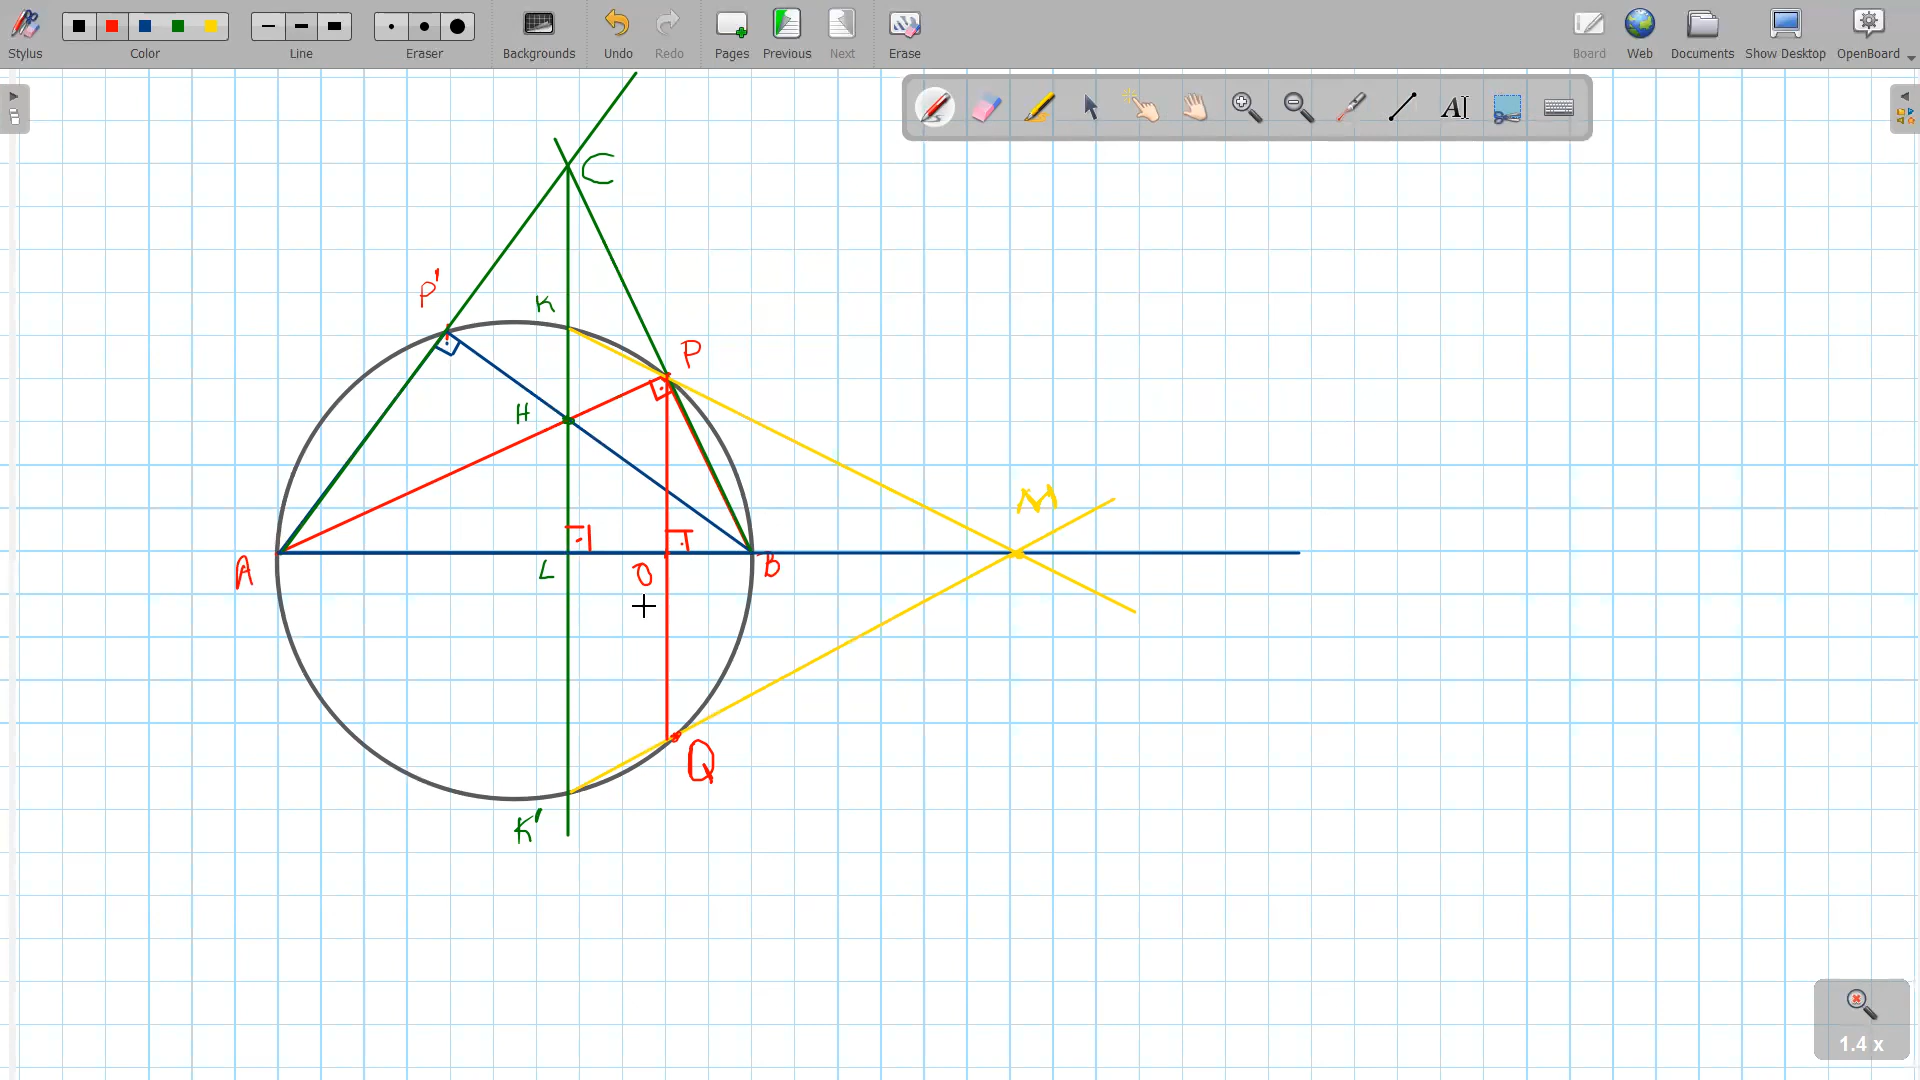 Stylus
Color
Line
Eraser
Backgrounds
Undo
Redo
Pages
Previous
Next
Erase
Board
Web
Documents
Show Desktop
OpenBoard
AI
C
P'
K
P
H
M
A
L
O
B
Q
K'
1.4 x